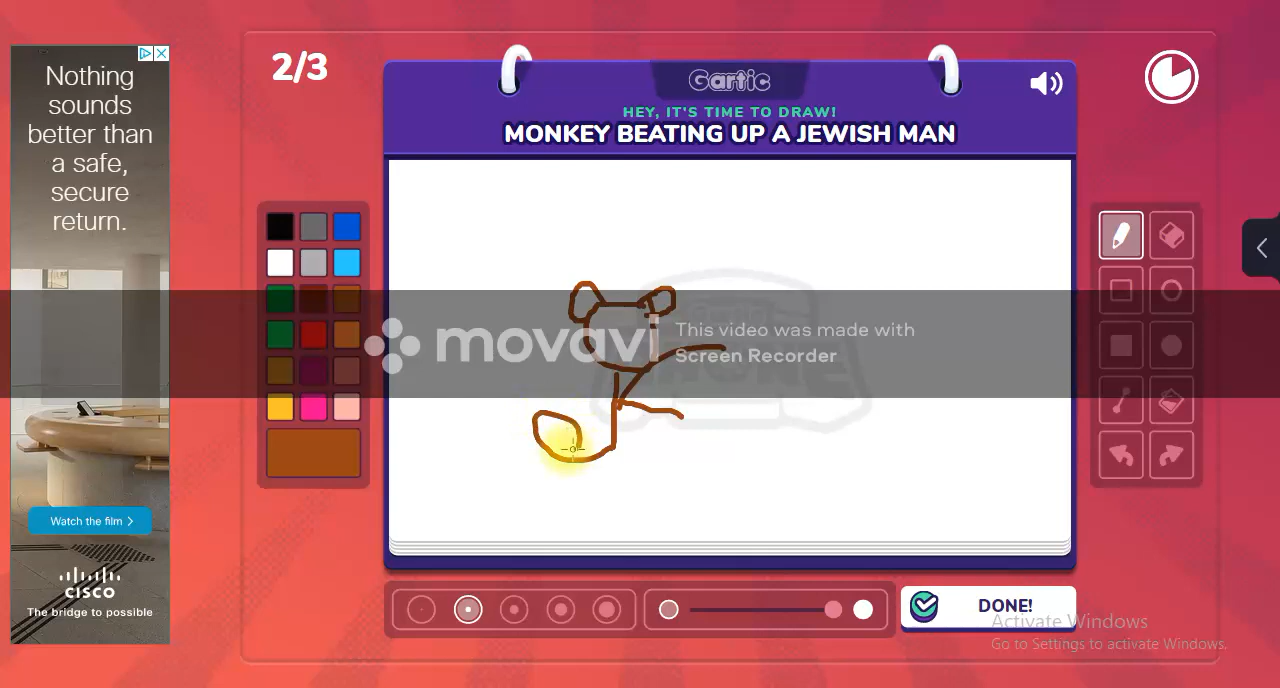 Nothing
sounds
better than
a safe,
secure
return.
Watch the film
CISCO
The bridge to possible
2/3
Gartic
HEY, IT'S TIME TO DRAW!
MONKEY BEATING UP A JEWISH MAN
movavi
This video was made with
Screen Recorder
DONE!
Activate Windows
Go to Settings to activate Windows.